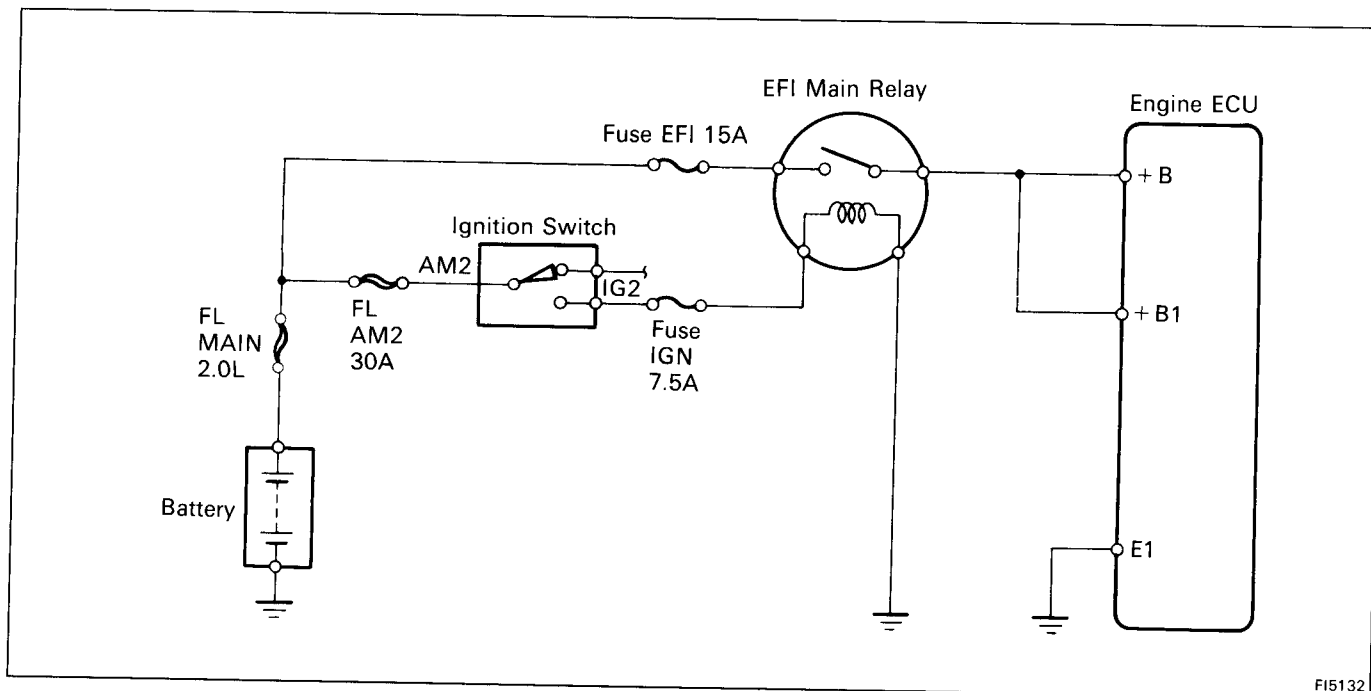 EFI Main Relay
Engine ECU
Fuse EFI 15A
+B
Ignition Switch
AM2
IG2
FL
MAIN
2.0L
FL
AM2
30A
Fuse
IGN
7.5A
+B1
Battery
E1
FI5132